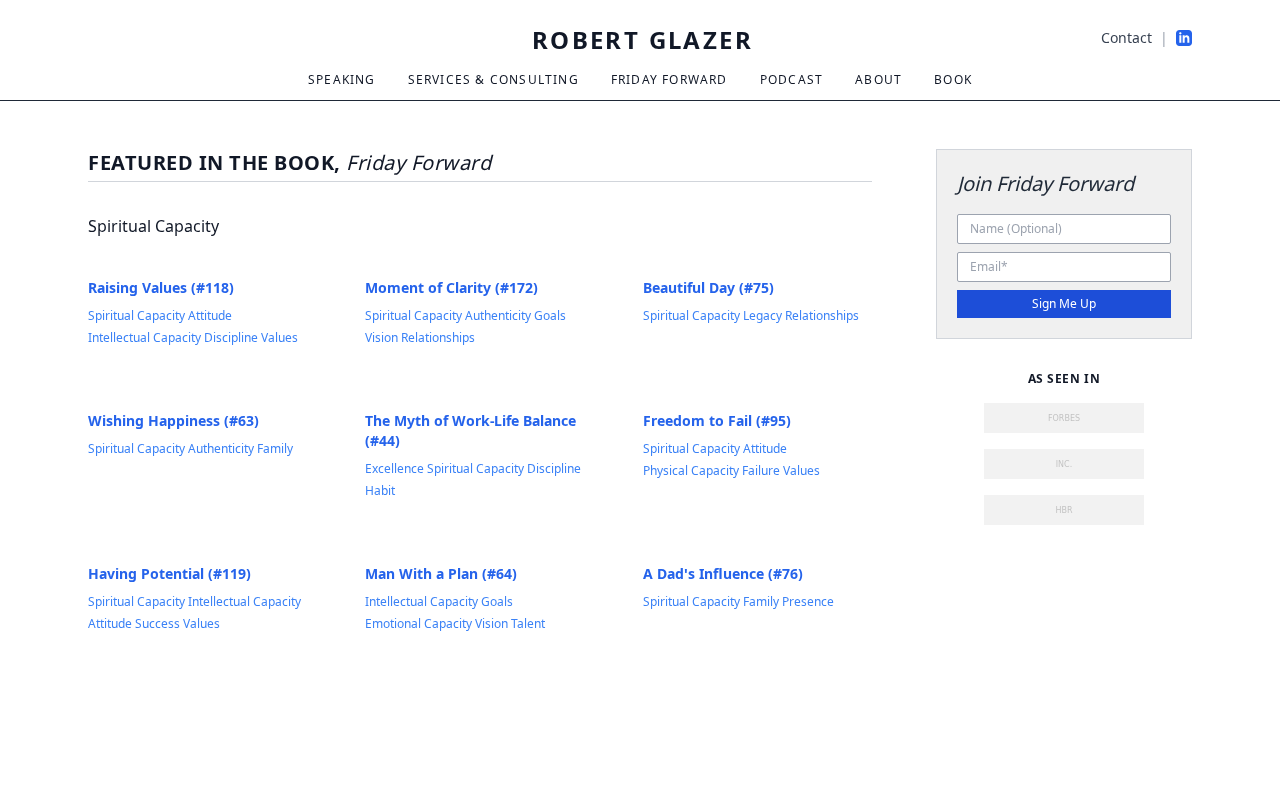 ROBERT GLAZER
Contact |
SPEAKING SERVICES & CONSULTING FRIDAY FORWARD PODCAST ABOUT BOOK
FEATURED IN THE BOOK, Friday Forward
Spiritual Capacity
Raising Values (#118)
Spiritual Capacity Attitude
Intellectual Capacity Discipline Values
Moment of Clarity (#172)
Spiritual Capacity Authenticity Goals
Vision Relationships
Beautiful Day (#75)
Spiritual Capacity Legacy Relationships
Wishing Happiness (#63)
Spiritual Capacity Authenticity Family
The Myth of Work-Life Balance
(#44)
Excellence Spiritual Capacity Discipline
Habit
Freedom to Fail (#95)
Spiritual Capacity Attitude
Physical Capacity Failure Values
Having Potential (#119)
Spiritual Capacity Intellectual Capacity
Attitude Success Values
Man With a Plan (#64)
Intellectual Capacity Goals
Emotional Capacity Vision Talent
A Dad's Influence (#76)
Spiritual Capacity Family Presence
Join Friday Forward
Name (Optional)
Email*
Sign Me Up
AS SEEN IN
FORBES
INC.
HBR